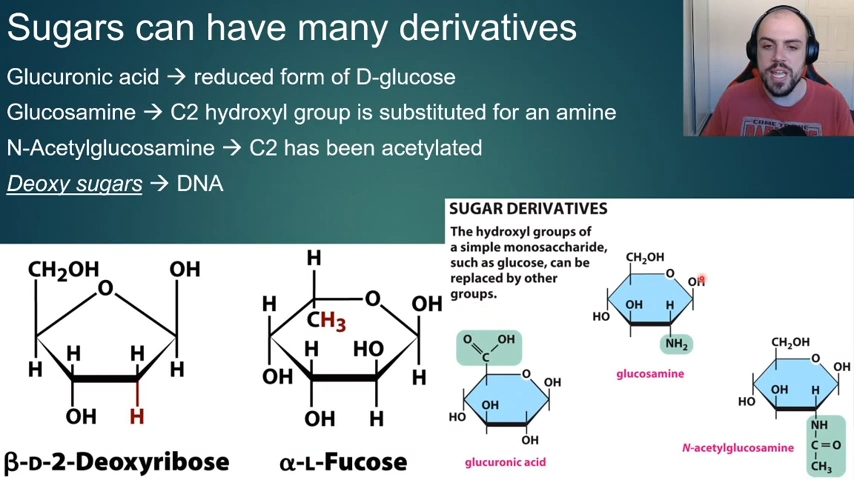 Sugars can have many derivatives
Glucuronic acid → reduced form of D-glucose
Glucosamine → C2 hydroxyl group is substituted for an amine
N-Acetylglucosamine → C2 has been acetylated
Deoxy sugars → DNA
CH₂OH
OH
O
H
H
H
H
OH
H
β-D-2-Deoxyribose
H
H
O
OH
CH₃
H
HO
OH
H
OH
H
α-L-Fucose
SUGAR DERIVATIVES
The hydroxyl groups of
a simple monosaccharide,
such as glucose, can be
replaced by other
groups.
CH₂OH
O
OH
OH
H
HO
NH₂
glucosamine
O
OH
C
O
OH
OH
HO
OH
glucuronic acid
CH₂OH
O
OH
OH
H
HO
NH
C=O
CH₃
N-acetylglucosamine